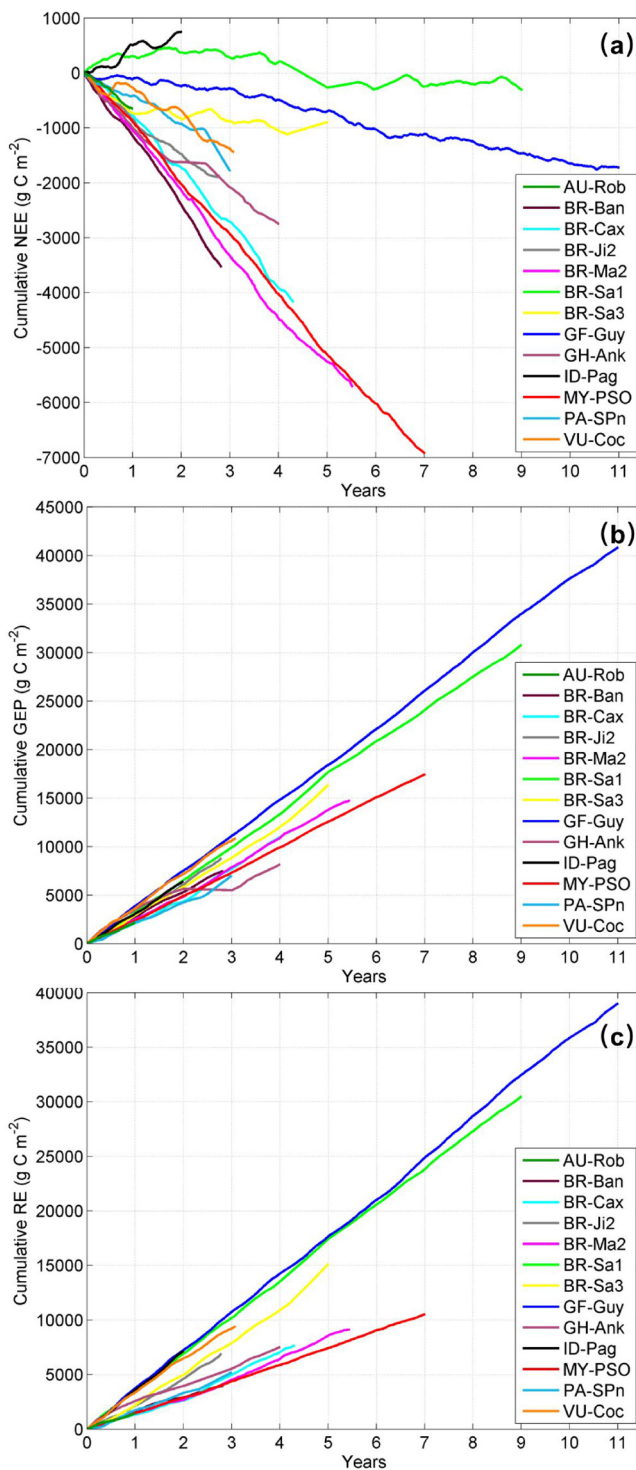 (a)
Cumulative NEE (g C m⁻²)
1000
0
-1000
-2000
-3000
-4000
-5000
-6000
-7000
AU-Rob
BR-Ban
BR-Cax
BR-Ji2
BR-Ma2
BR-Sa1
BR-Sa3
GF-Guy
GH-Ank
ID-Pag
MY-PSO
PA-SPn
VU-Coc
0 1 2 3 4 5 6 7 8 9 10 11
Years
(b)
Cumulative GEP (g C m⁻²)
45000
40000
35000
30000
25000
20000
15000
10000
5000
0
AU-Rob
BR-Ban
BR-Cax
BR-Ji2
BR-Ma2
BR-Sa1
BR-Sa3
GF-Guy
GH-Ank
ID-Pag
MY-PSO
PA-SPn
VU-Coc
0 1 2 3 4 5 6 7 8 9 10 11
Years
(c)
Cumulative RE (g C m⁻²)
40000
35000
30000
25000
20000
15000
10000
5000
0
AU-Rob
BR-Ban
BR-Cax
BR-Ji2
BR-Ma2
BR-Sa1
BR-Sa3
GF-Guy
GH-Ank
ID-Pag
MY-PSO
PA-SPn
VU-Coc
0 1 2 3 4 5 6 7 8 9 10 11
Years